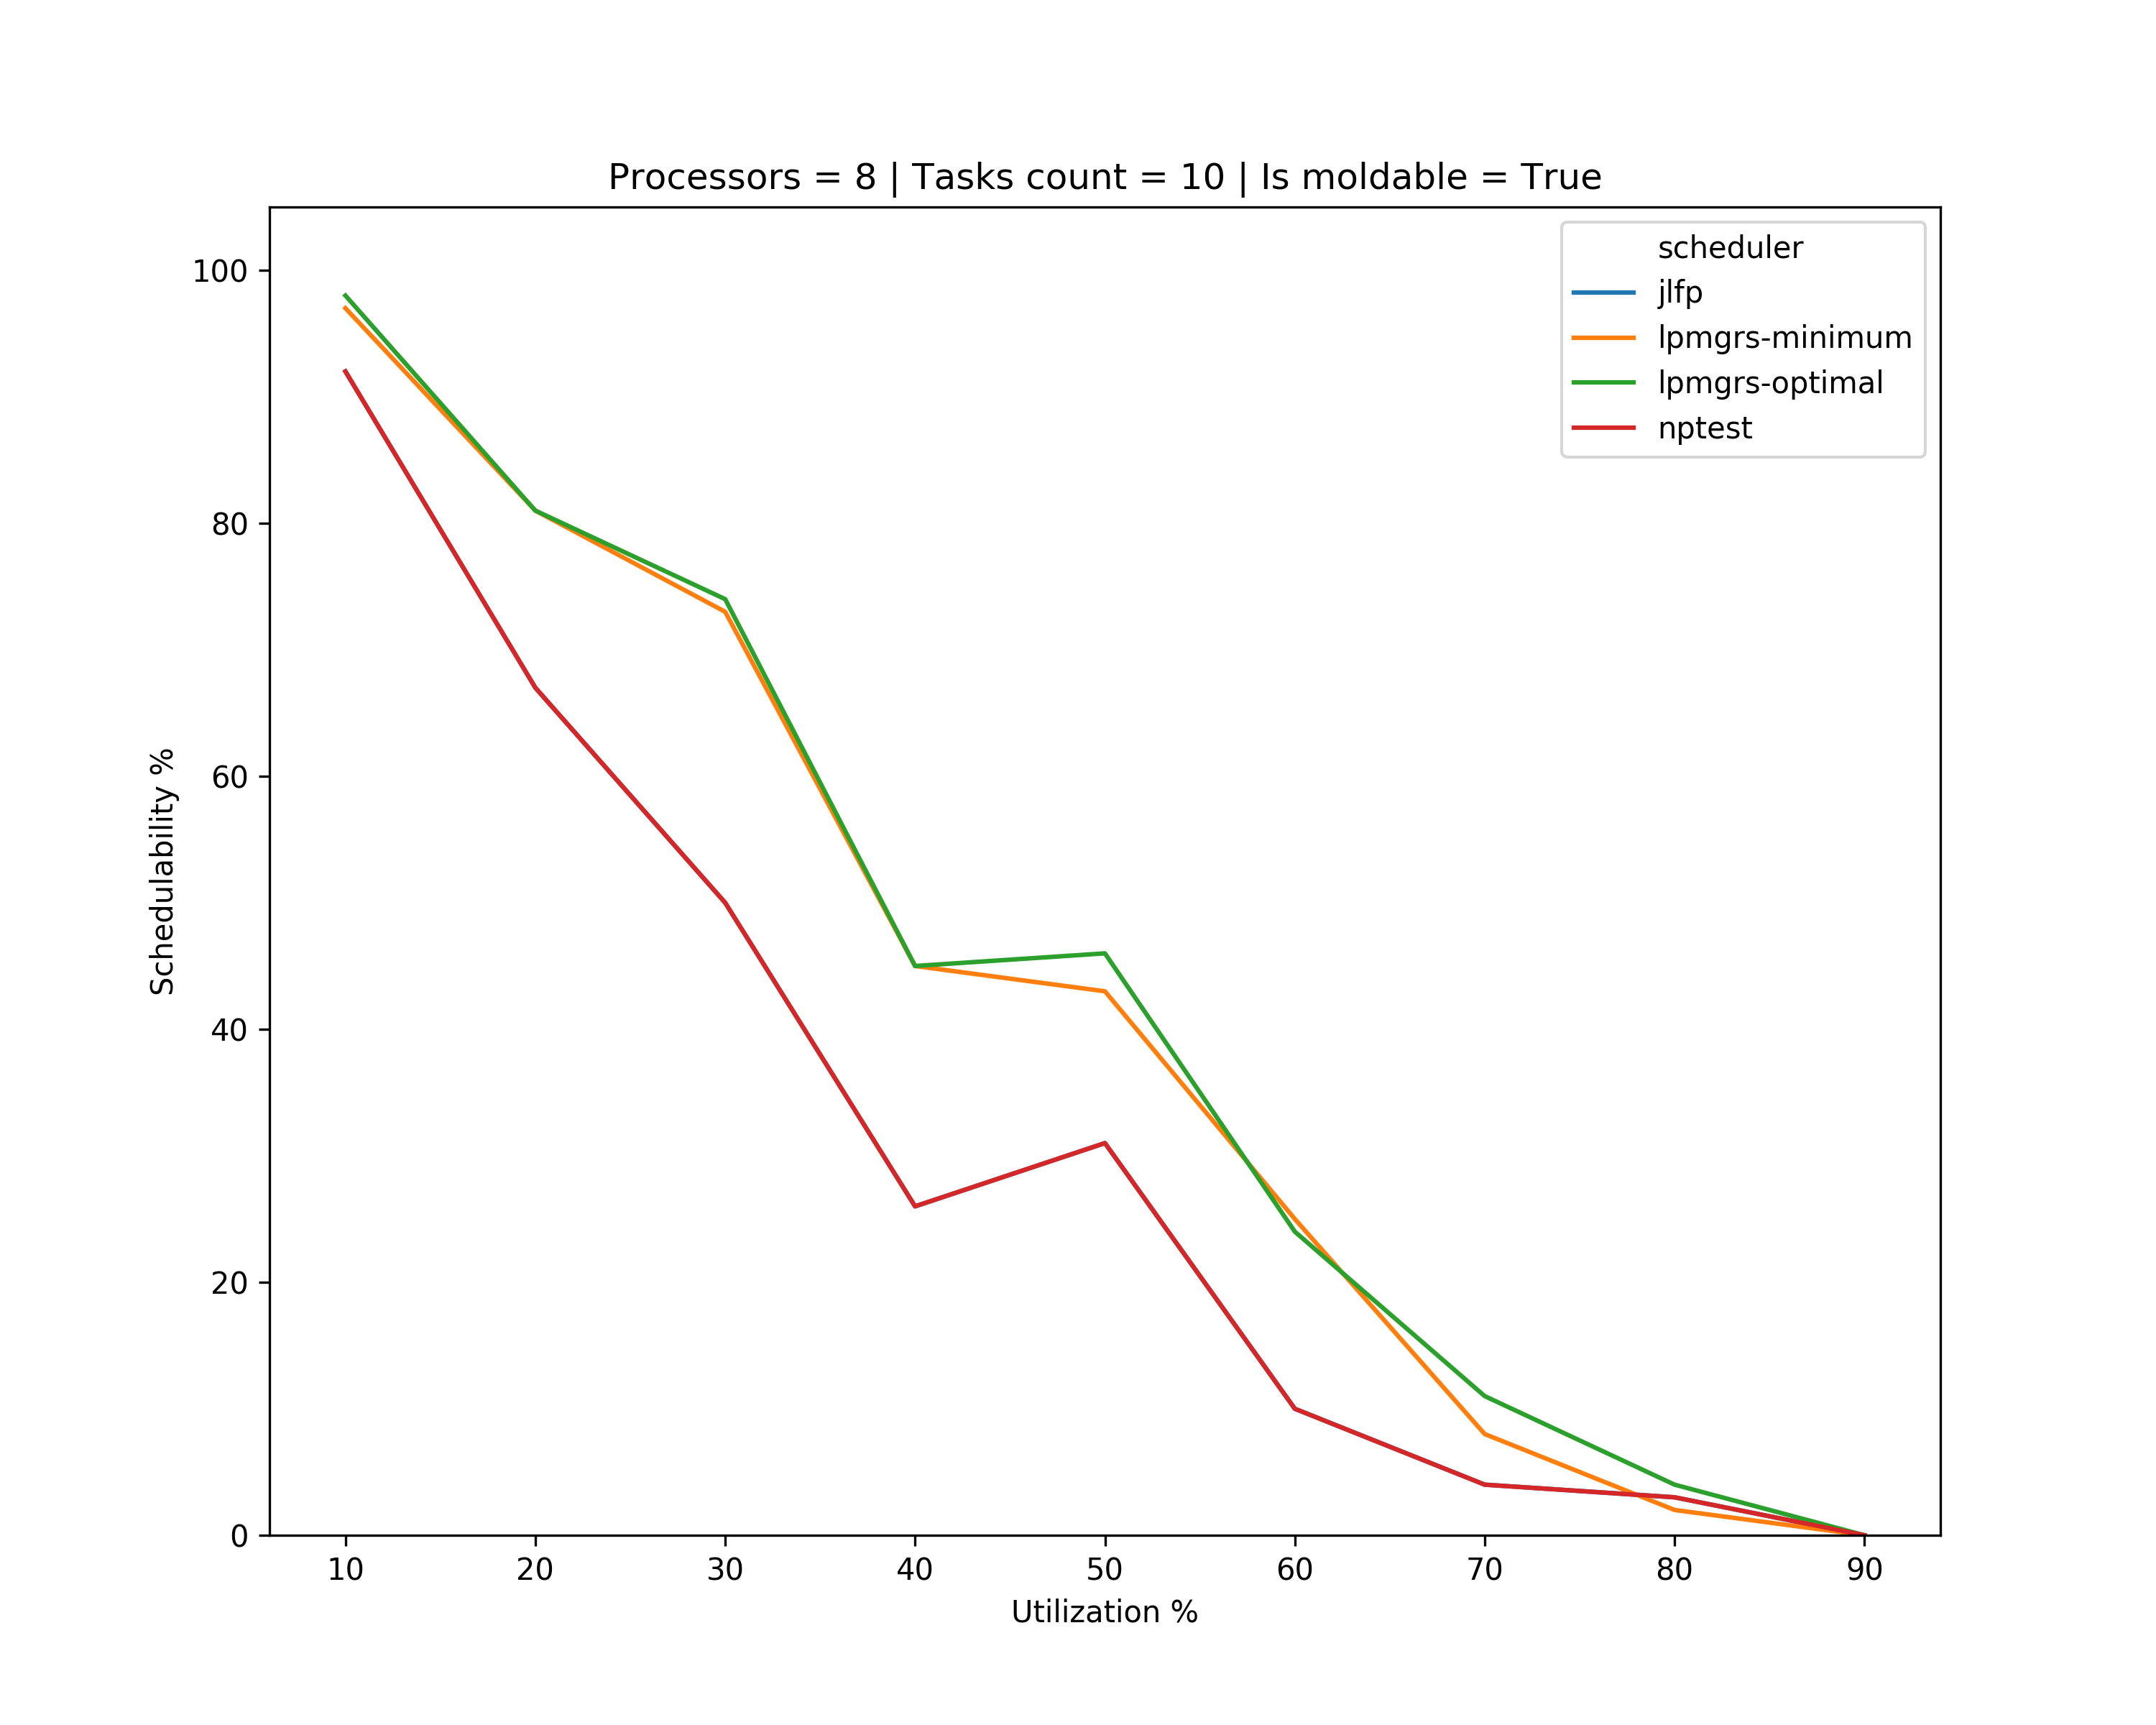 Processors = 8 | Tasks count = 10 | Is moldable = True
scheduler
jlfp
lpmgrs-minimum
lpmgrs-optimal
nptest
Schedulability %
100
80
60
40
20
0
10 20 30 40 50 60 70 80 90
Utilization %